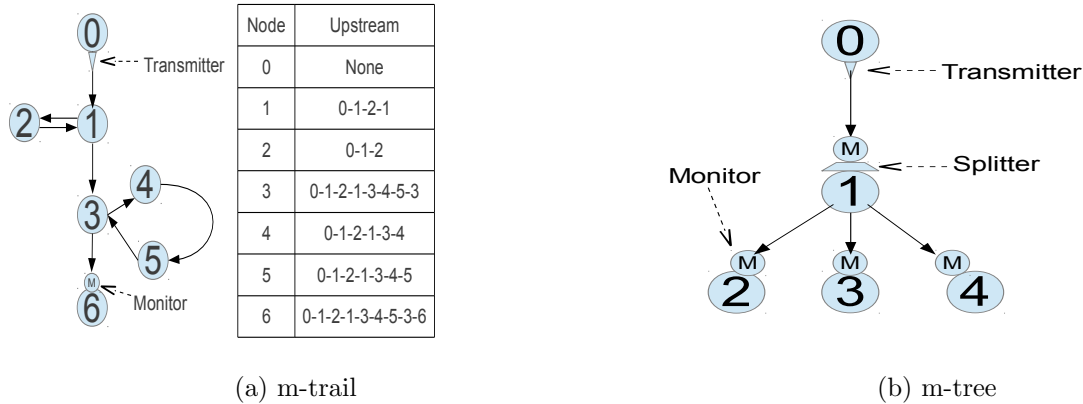 0
Transmitter
2
1
3
4
5
M
Monitor
6
Node Upstream
0 None
1 0-1-2-1
2 0-1-2
3 0-1-2-1-3-4-5-3
4 0-1-2-1-3-4
5 0-1-2-1-3-4-5
6 0-1-2-1-3-4-5-3-6
(a) m-trail
0
Transmitter
M
Splitter
Monitor
1
M M M
2 3 4
(b) m-tree